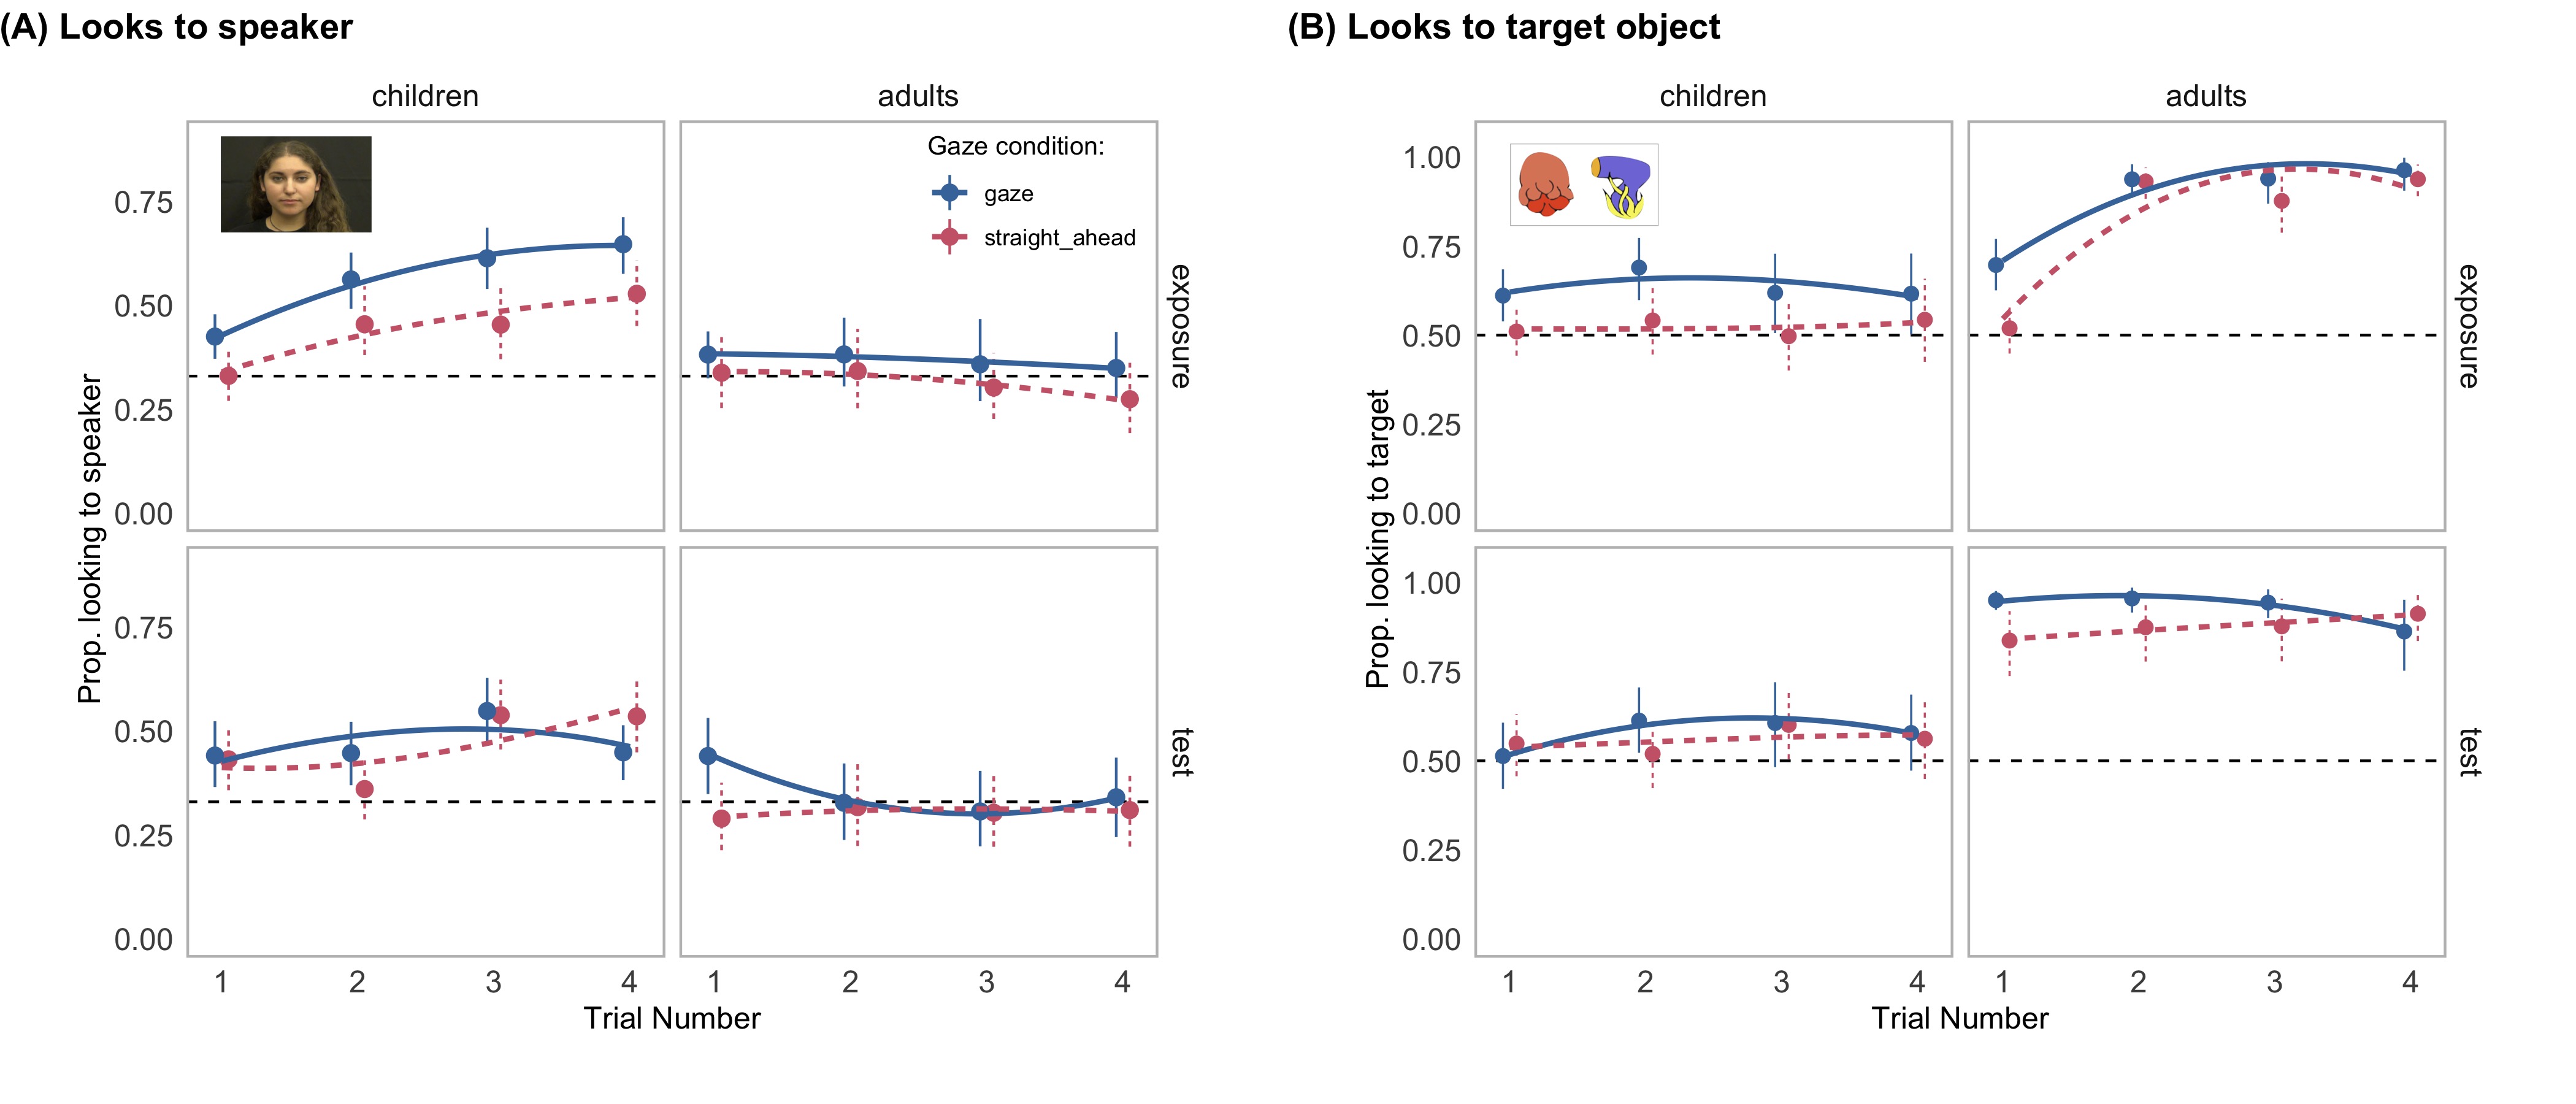 (A) Looks to speaker
children
adults
Gaze condition:
gaze
straight_ahead
exposure
test
Prop. looking to speaker
0.75
0.50
0.25
0.00
0.75
0.50
0.25
0.00
1 2 3 4
1 2 3 4
Trial Number
(B) Looks to target object
children
adults
exposure
test
Prop. looking to target
1.00
0.75
0.50
0.25
0.00
1.00
0.75
0.50
0.25
0.00
1 2 3 4
1 2 3 4
Trial Number